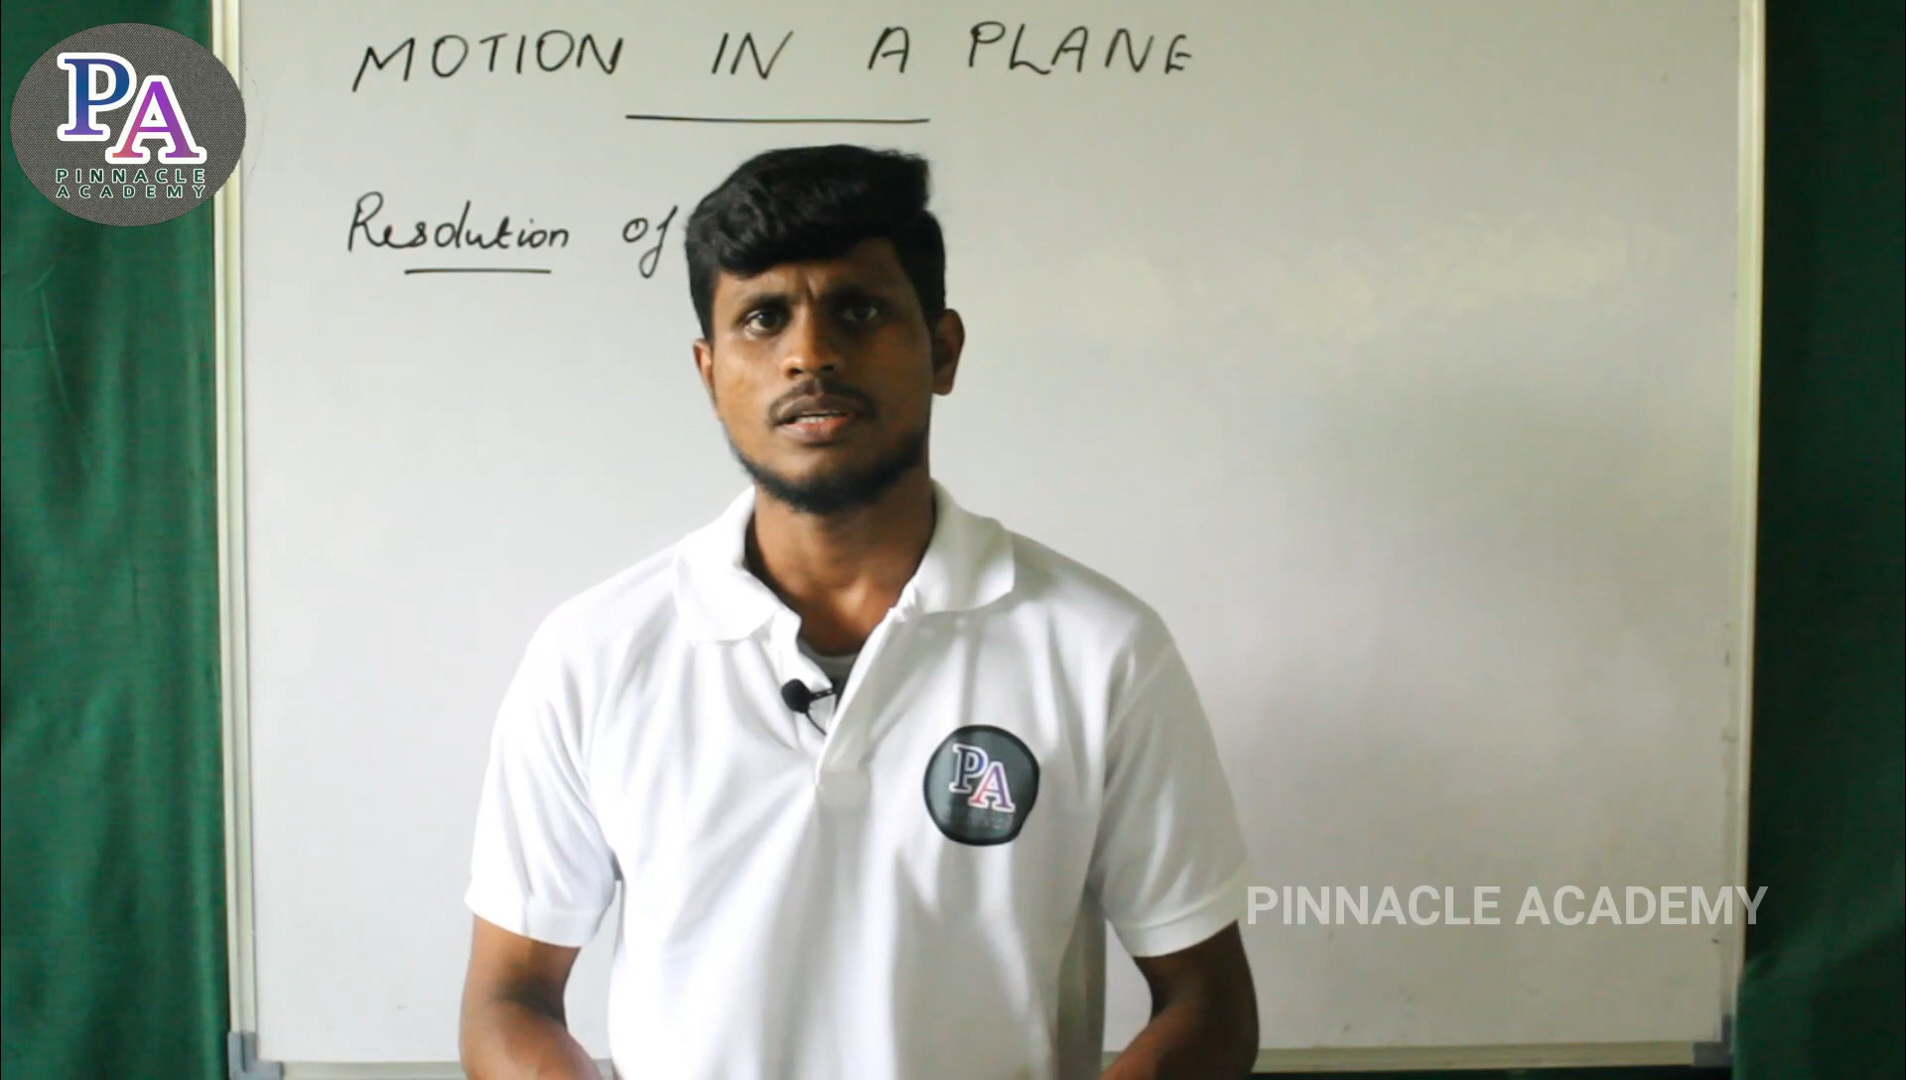 PA
PINNACLE
ACADEMY
MOTION IN A PLANE
Resolution of
PA
PINNACLE ACADEMY